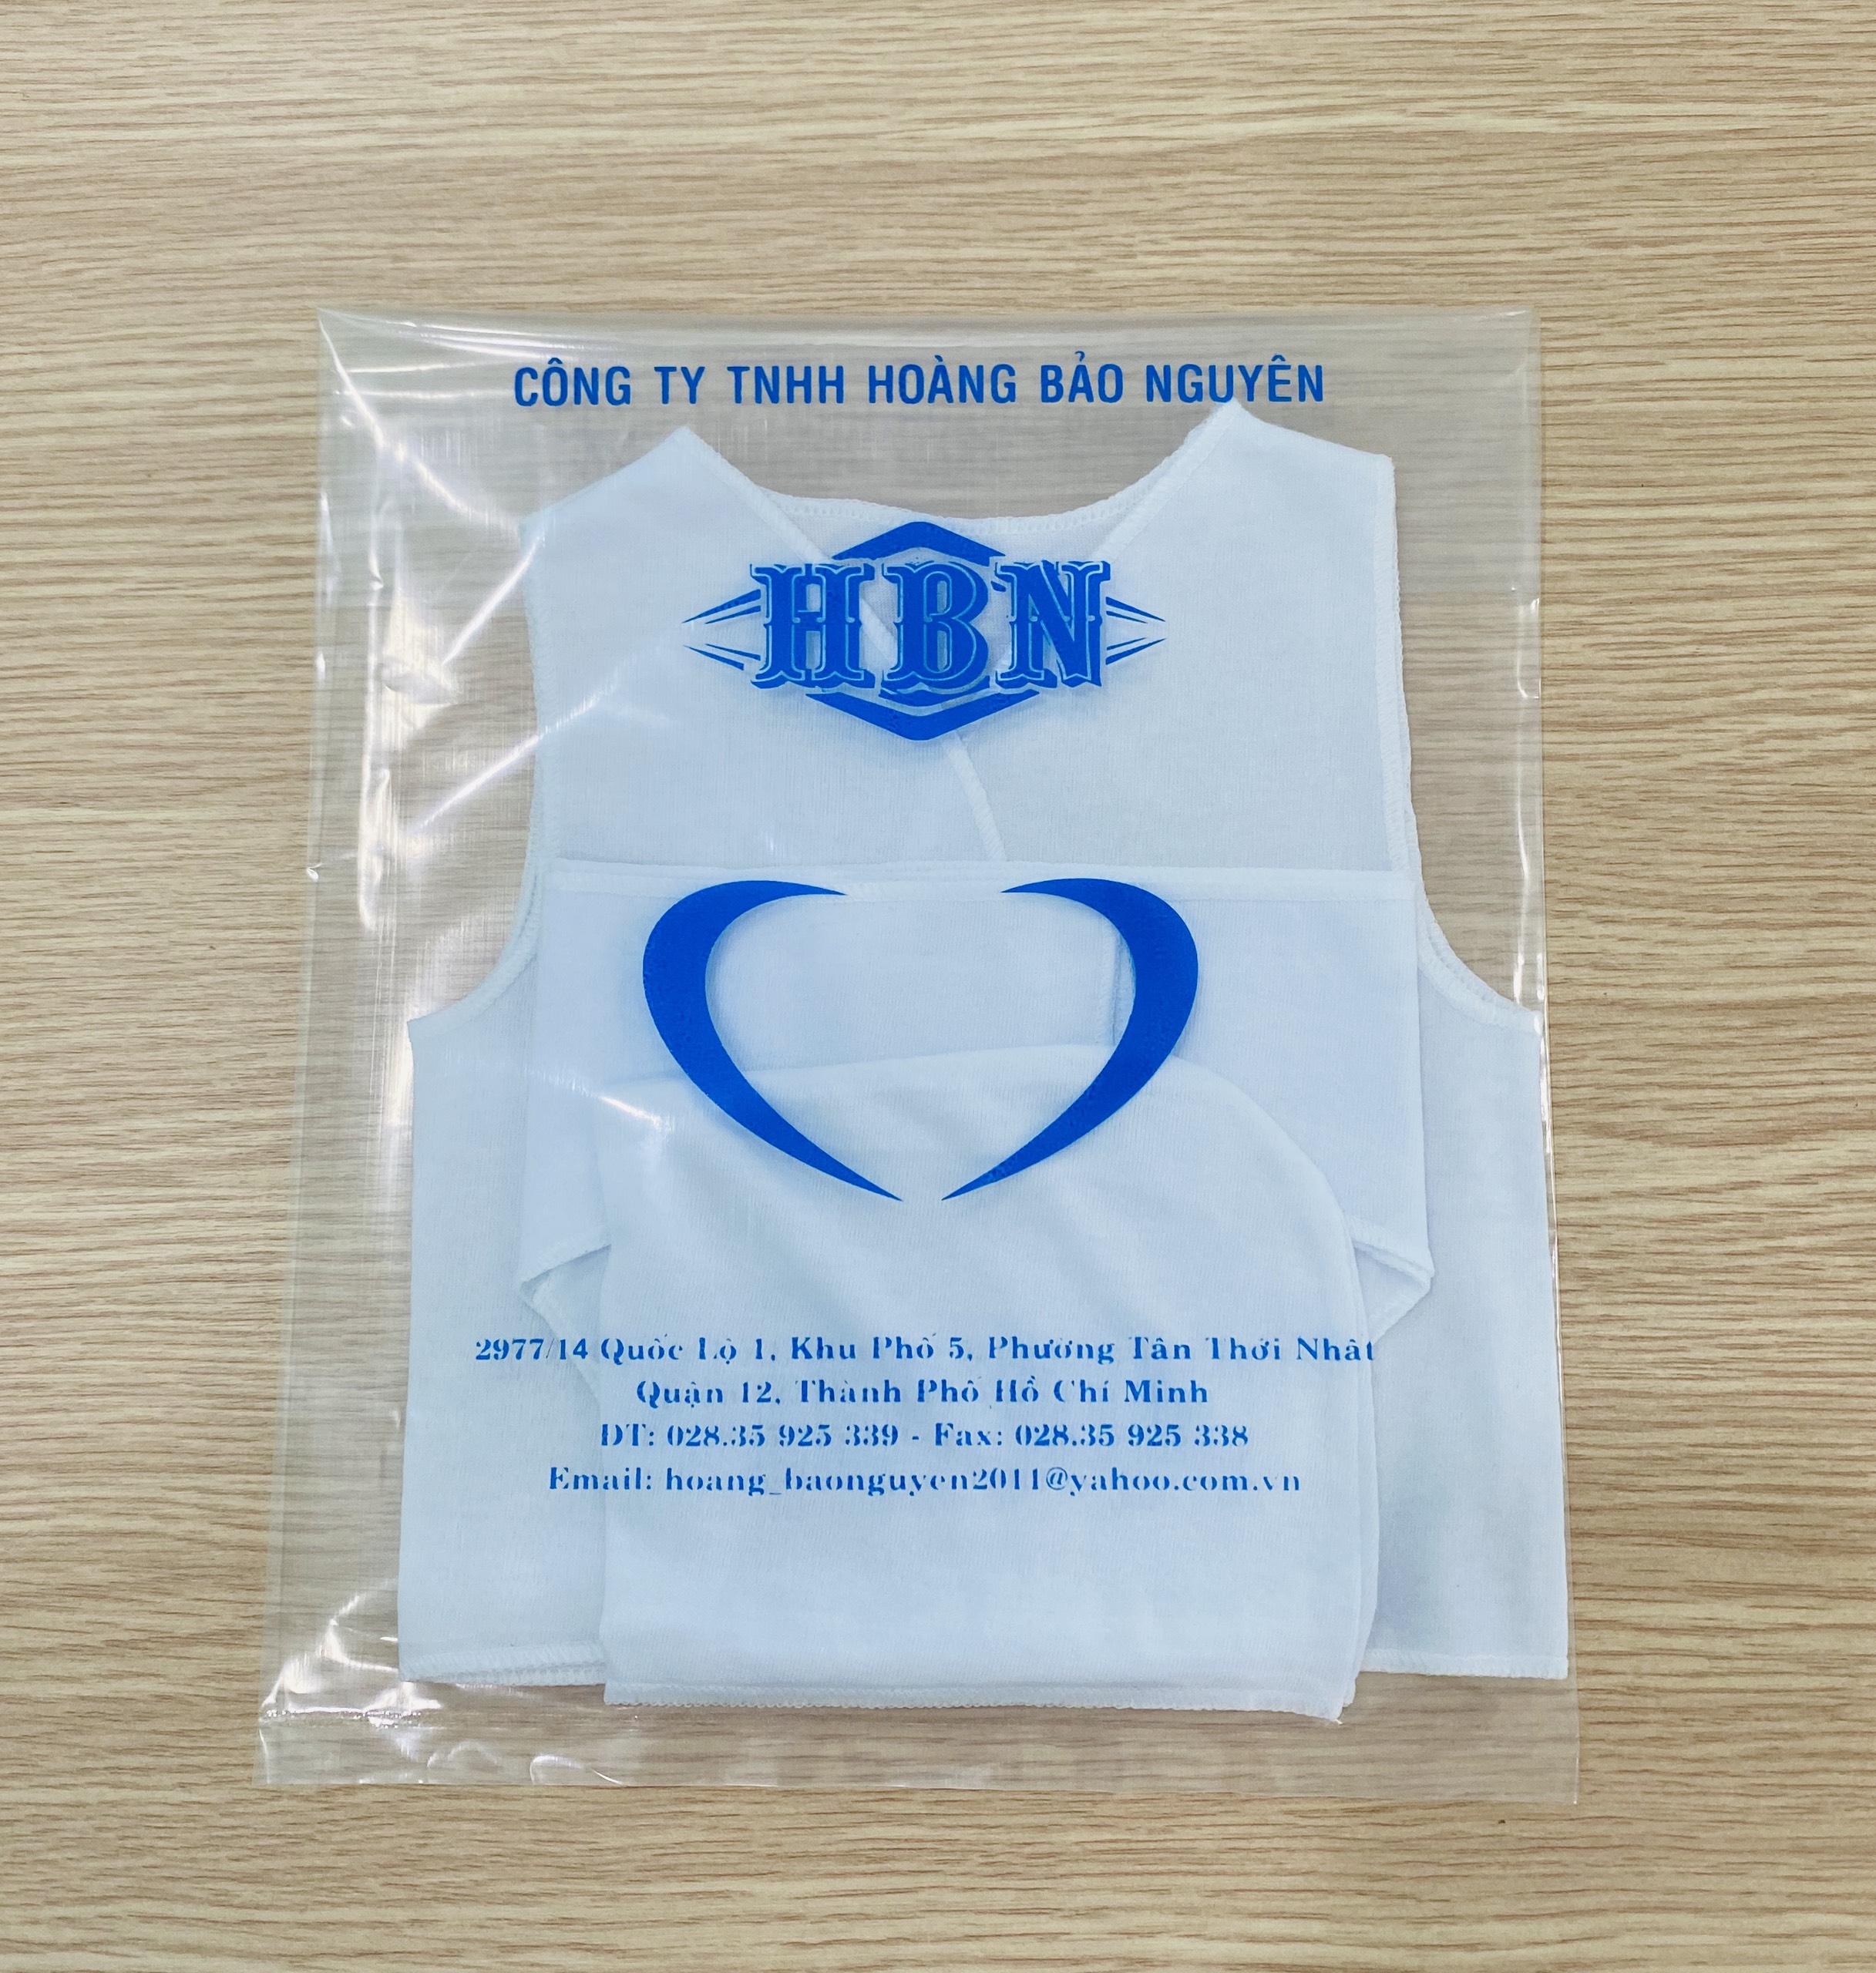 CÔNG TY TNHH HOÀNG BẢO NGUYÊN
HBN
2977/14 Quốc Lộ 1, Khu Phố 5, Phường Tân Thới Nhất
Quận 12, Thành Phố Hồ Chí Minh
ĐT: 028.35 925 339 - Fax: 028.35 925 338
Email: hoang_baonguyen2011@yahoo.com.vn